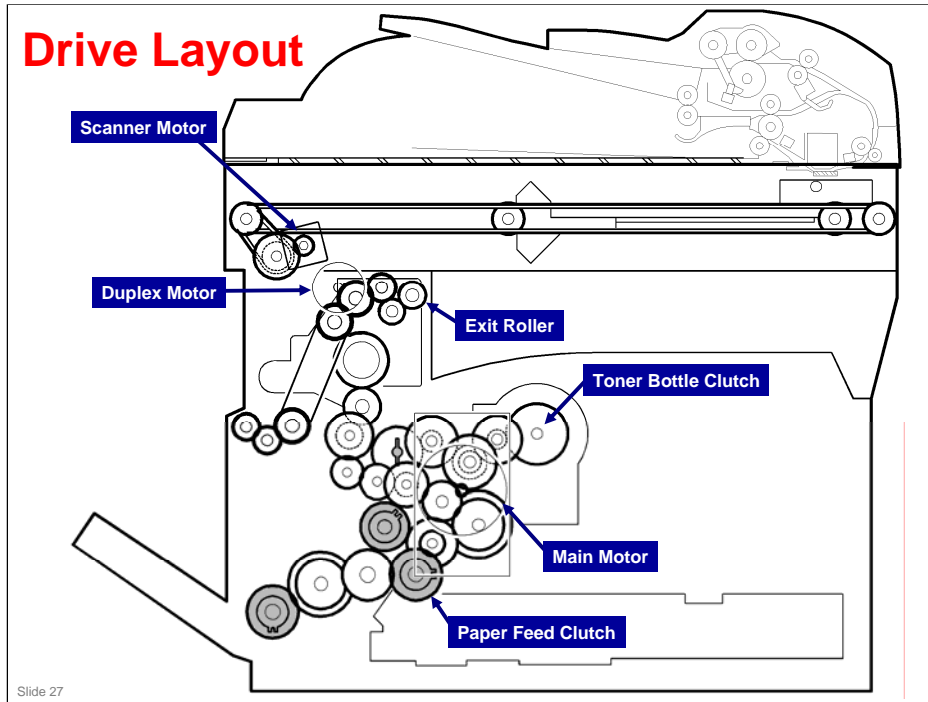 Drive Layout
Scanner Motor
Duplex Motor
Exit Roller
Toner Bottle Clutch
Main Motor
Paper Feed Clutch
Slide 27